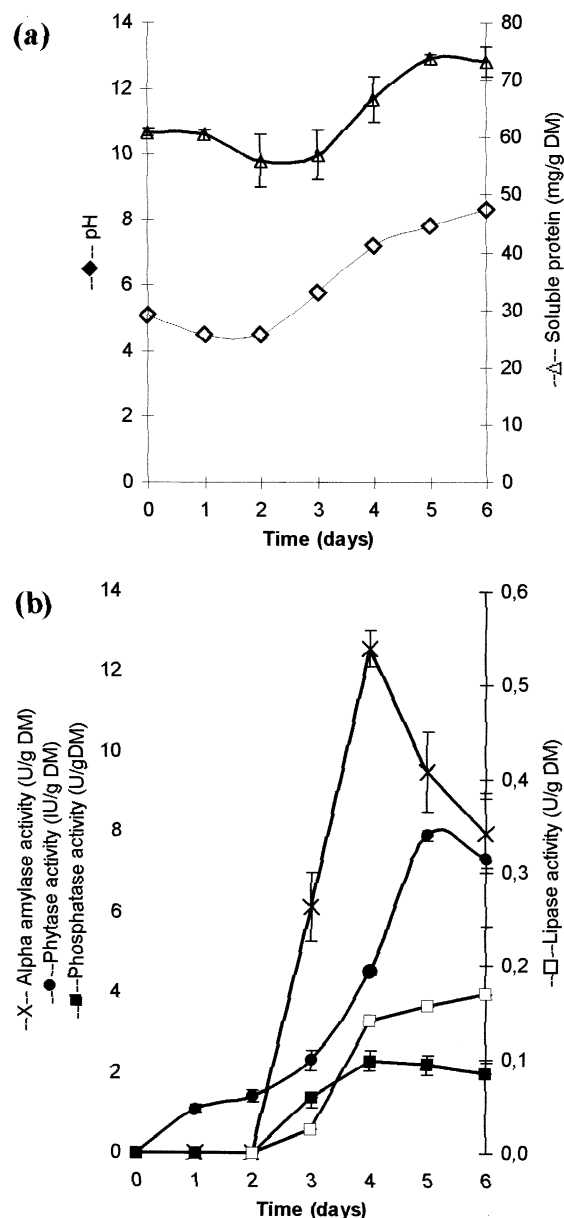 (a)
14
12
10
8
6
4
2
0
--◆-- pH
80
70
60
50
40
30
20
10
0
--Δ-- Soluble protein (mg/g DM)
0 1 2 3 4 5 6
Time (days)
(b)
14
12
10
8
6
4
2
0
--X-- Alpha amylase activity (U/g DM)
--●--Phytase activity (IU/g DM)
--■--Phosphatase activity (U/gDM)
0,6
0,5
0,4
0,3
0,2
0,1
0,0
--□--Lipase activity (U/g DM)
0 1 2 3 4 5 6
Time (days)